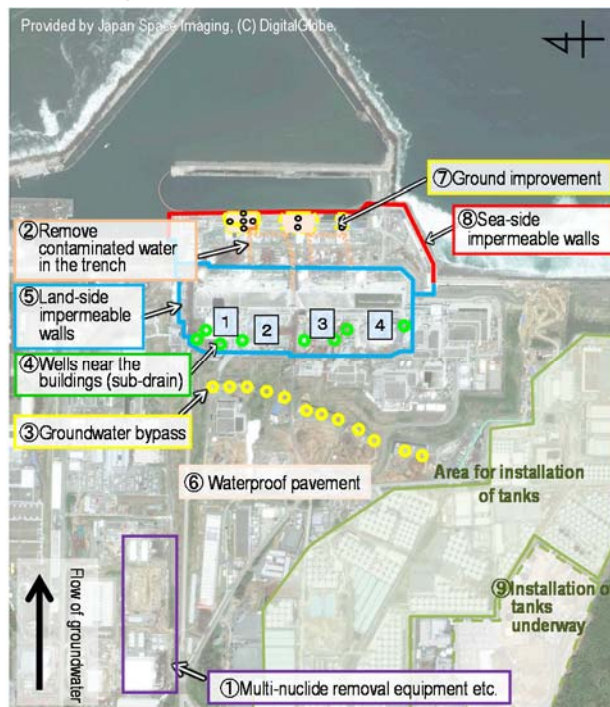 Provided by Japan Space Imaging, (C) DigitalGlobe.
⑦Ground improvement
②Remove
contaminated water
in the trench
⑧Sea-side
impermeable walls
⑤Land-side
impermeable
walls
1
2
3
4
④Wells near the
buildings (sub-drain)
③Groundwater bypass
⑥ Waterproof pavement
Area for installation
of tanks
Flow of groundwater
⑨Installation of
tanks
underway
①Multi-nuclide removal equipment etc.